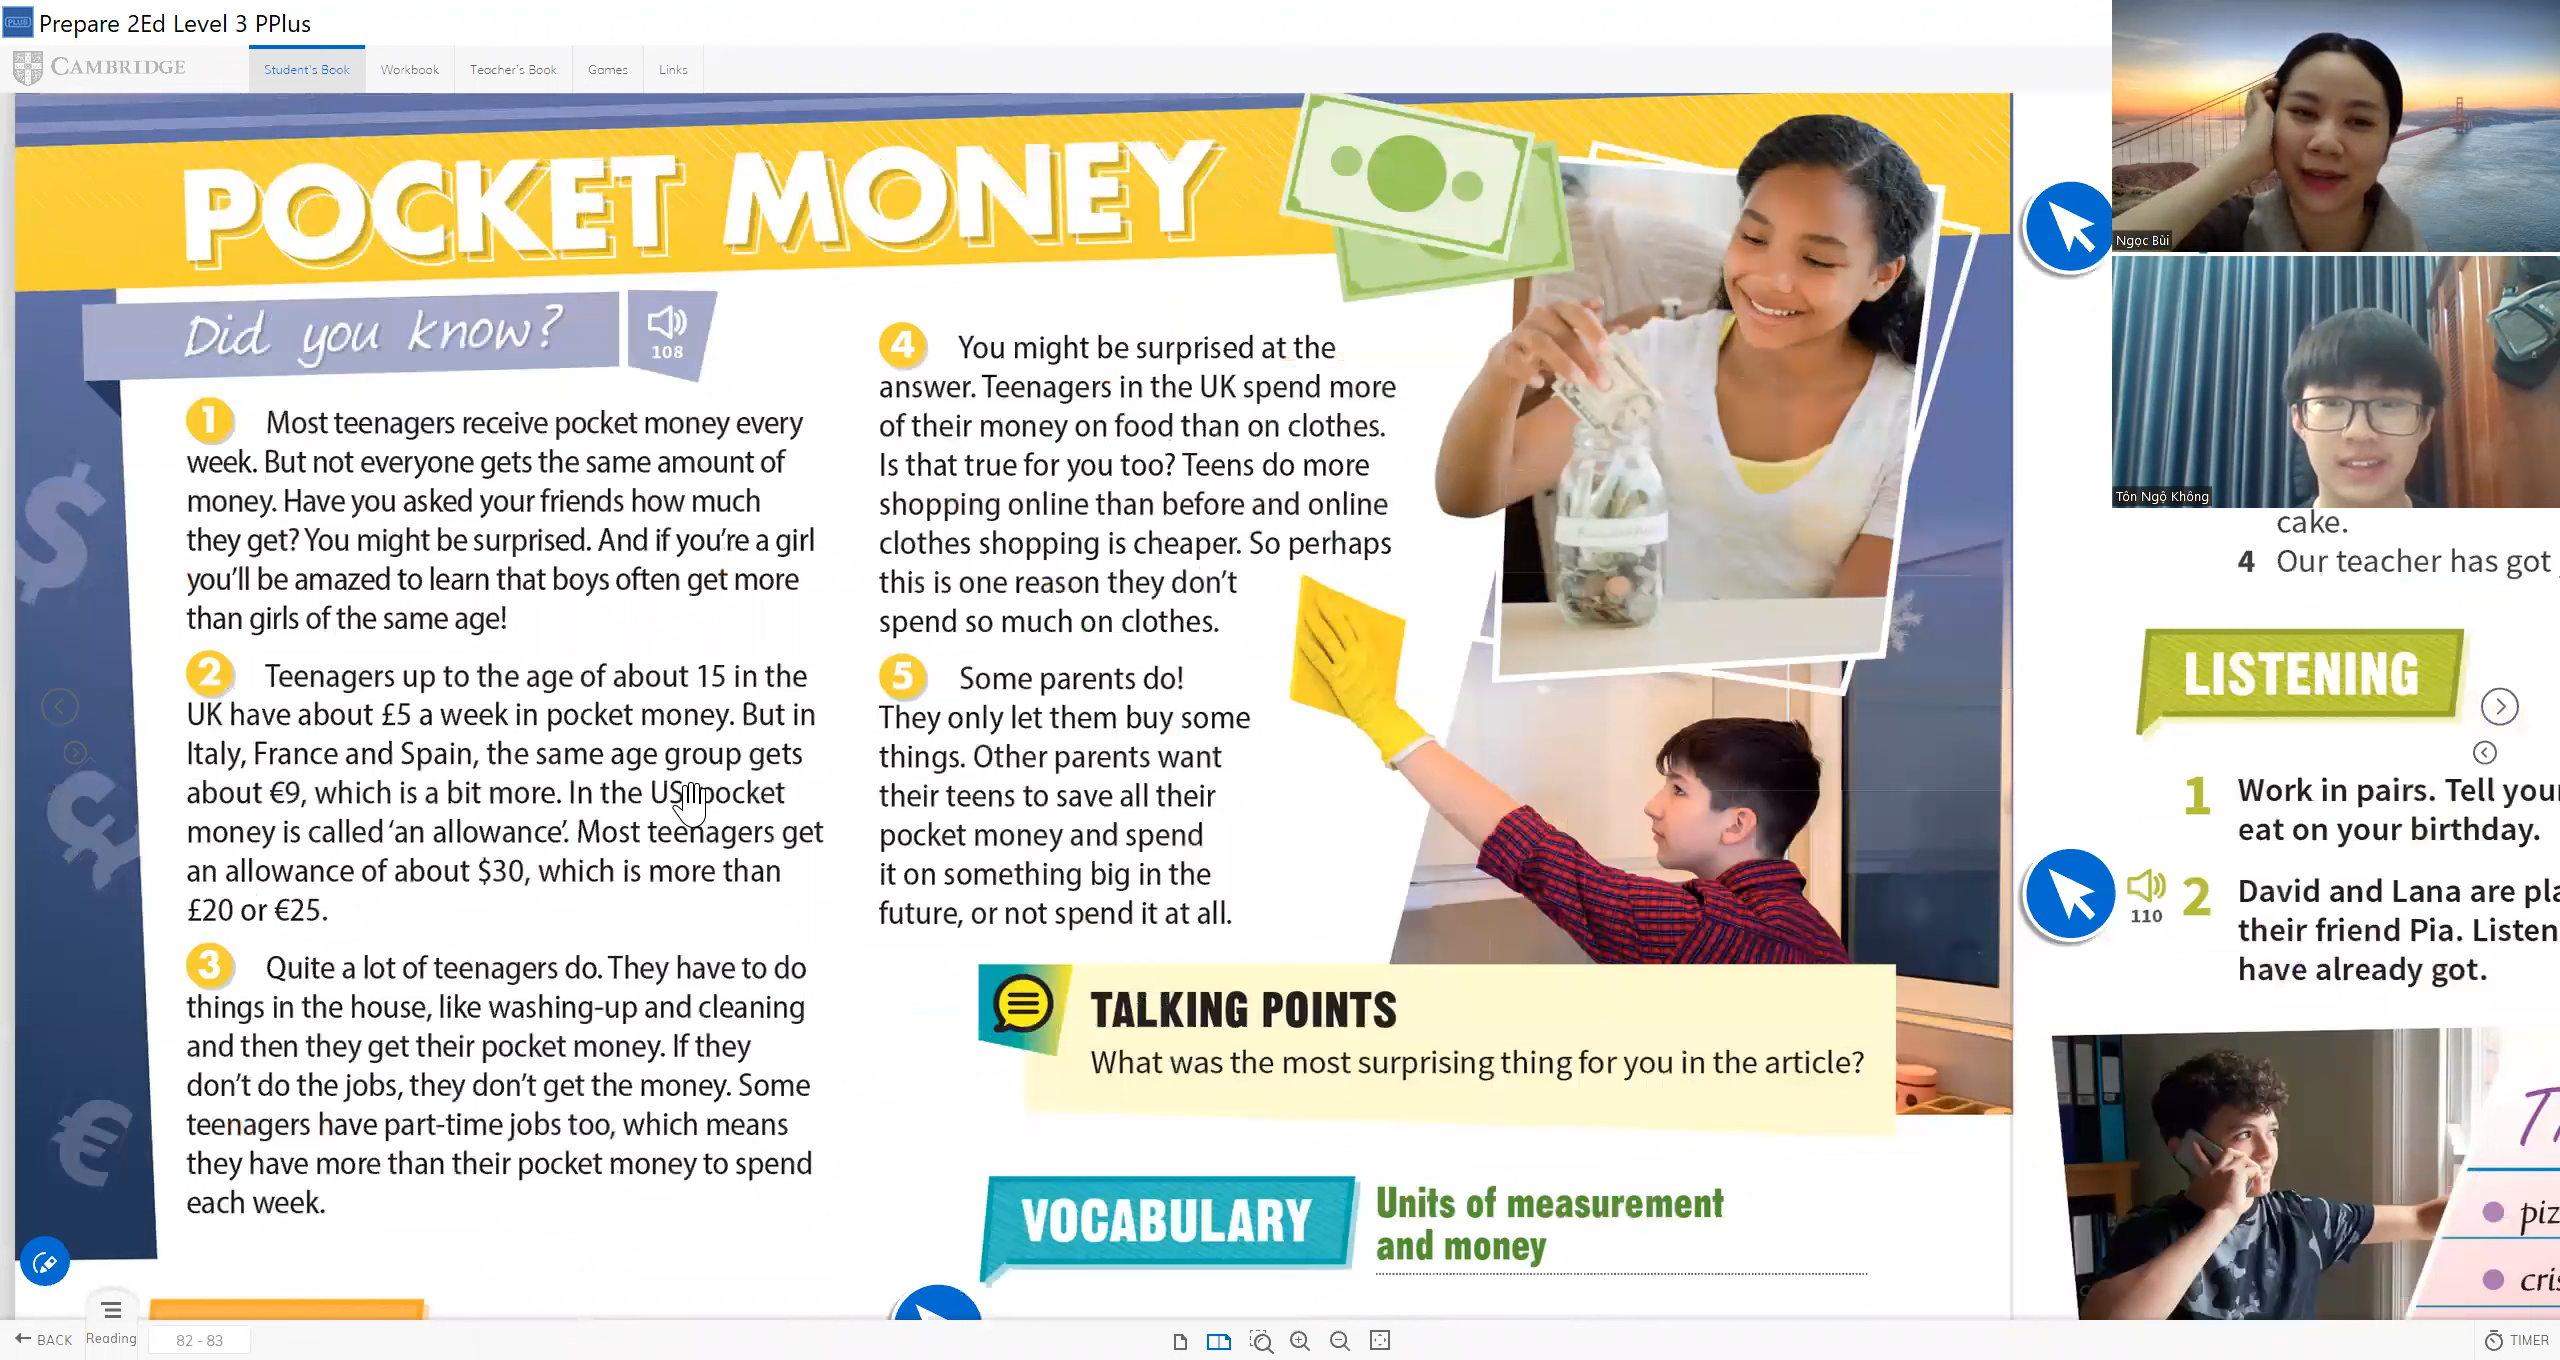 Prepare 2Ed Level 3 PPlus
CAMBRIDGE
Student's Book
Workbook
Teacher's Book
Games
Links
POCKET MONEY
Did you know?
108
1 Most teenagers receive pocket money every
week. But not everyone gets the same amount of
money. Have you asked your friends how much
they get? You might be surprised. And if you're a girl
you'll be amazed to learn that boys often get more
than girls of the same age!
2 Teenagers up to the age of about 15 in the
UK have about £5 a week in pocket money. But in
Italy, France and Spain, the same age group gets
about €9, which is a bit more. In the US, pocket
money is called 'an allowance'. Most teenagers get
an allowance of about $30, which is more than
£20 or €25.
3 Quite a lot of teenagers do. They have to do
things in the house, like washing-up and cleaning
and then they get their pocket money. If they
don't do the jobs, they don't get the money. Some
teenagers have part-time jobs too, which means
they have more than their pocket money to spend
each week.
4 You might be surprised at the
answer. Teenagers in the UK spend more
of their money on food than on clothes.
Is that true for you too? Teens do more
shopping online than before and online
clothes shopping is cheaper. So perhaps
this is one reason they don't
spend so much on clothes.
5 Some parents do!
They only let them buy some
things. Other parents want
their teens to save all their
pocket money and spend
it on something big in the
future, or not spend it at all.
TALKING POINTS
What was the most surprising thing for you in the article?
VOCABULARY
Units of measurement
and money
Ngọc Bùi
Tôn Ngộ Không
cake.
4 Our teacher has got
LISTENING
1 Work in pairs. Tell you
eat on your birthday.
110
2 David and Lana are pla
their friend Pia. Listen
have already got.
piz
cris
BACK
Reading
82 - 83
TIMER